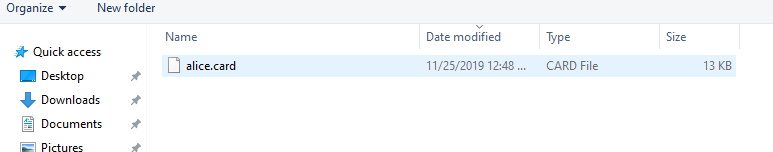 Organize New folder
Name Date modified Type Size
Quick access
alice.card 11/25/2019 12:48 ... CARD File 13 KB
Desktop
Downloads
Documents
Pictures